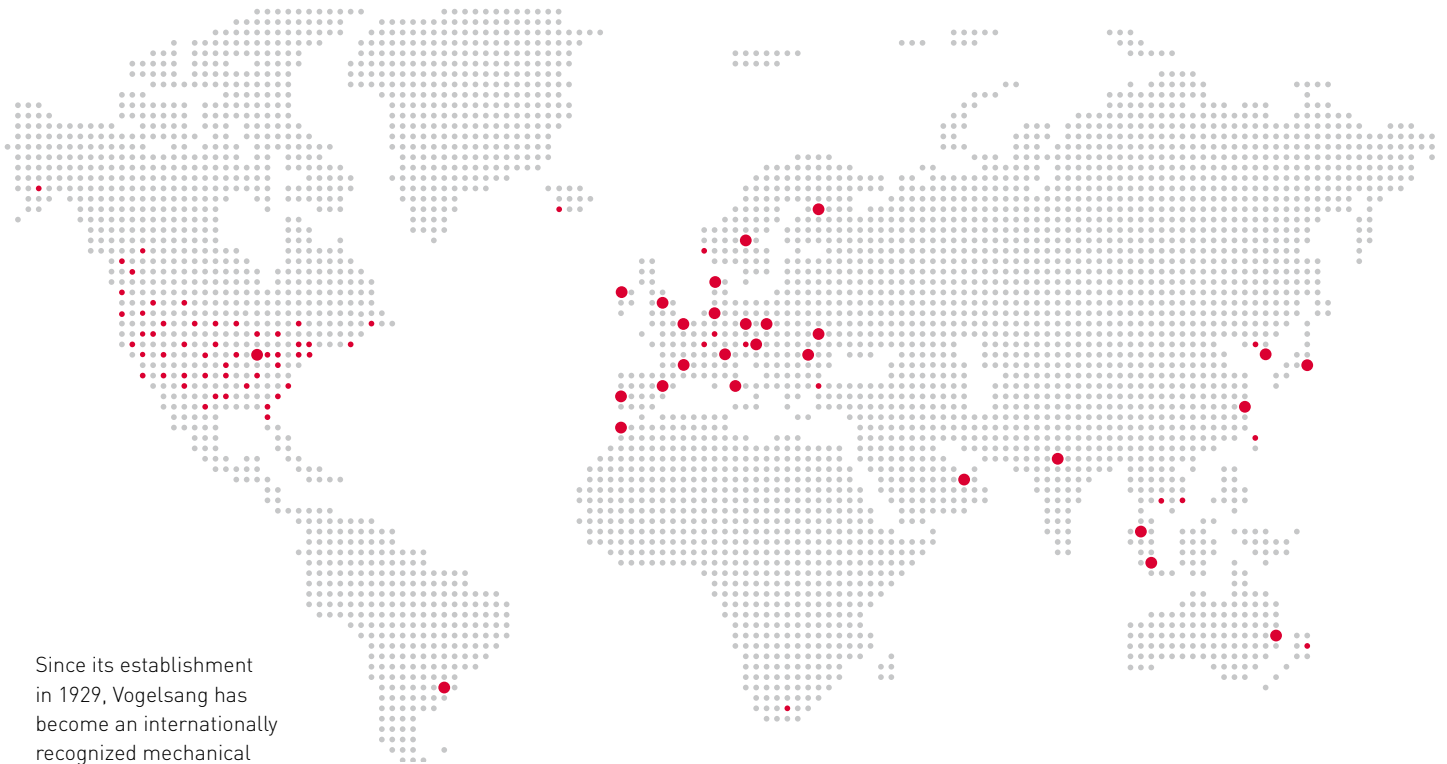 Since its establishment
in 1929, Vogelsang has
become an internationally
recognized mechanical